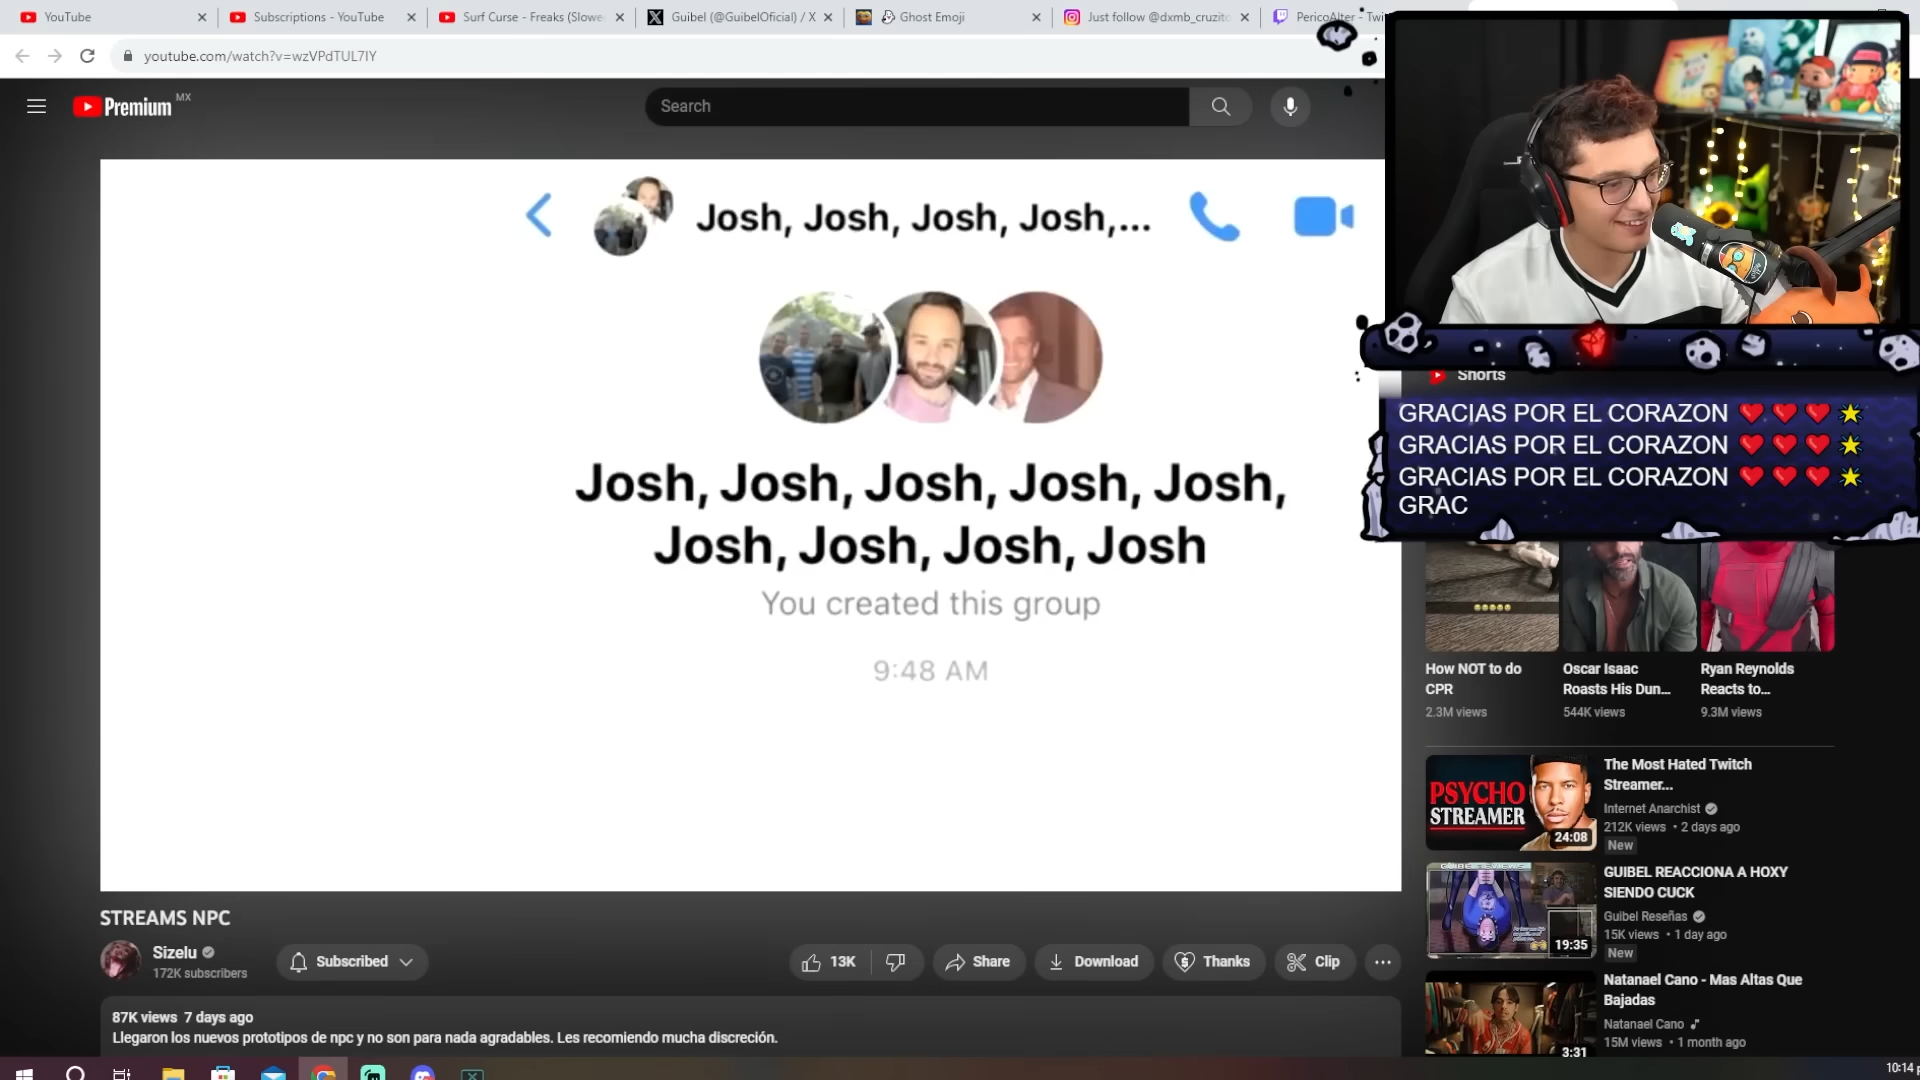 YouTube
Subscriptions - YouTube
Surf Curse - Freaks (Slowe
Guibel (@GuibelOficial) / X
Ghost Emoji
Just follow @dxmb_cruzito
PericoAlter - Twi
youtube.com/watch?v=wzVPdTUL7IY
Premium MX
Search
Josh, Josh, Josh, Josh,...
Josh, Josh, Josh, Josh, Josh,
Josh, Josh, Josh, Josh
You created this group
9:48 AM
STREAMS NPC
Sizelu
172K subscribers
Subscribed
13K
Share
Download
Thanks
Clip
87K views 7 days ago
Llegaron los nuevos prototipos de npc y no son para nada agradables. Les recomiendo mucha discreción.
Shorts
GRACIAS POR EL CORAZON ❤️ ❤️ ❤️ 🌟
GRACIAS POR EL CORAZON ❤️ ❤️ ❤️ 🌟
GRACIAS POR EL CORAZON ❤️ ❤️ ❤️ 🌟
GRAC
How NOT to do
CPR
2.3M views
Oscar Isaac
Roasts His Dun...
544K views
Ryan Reynolds
Reacts to...
9.3M views
PSYCHO
STREAMER
24:08
The Most Hated Twitch
Streamer...
Internet Anarchist
212K views • 2 days ago
New
19:35
GUIBEL REACCIONA A HOXY
SIENDO CUCK
Guibel Reseñas
15K views • 1 day ago
New
3:31
Natanael Cano - Mas Altas Que
Bajadas
Natanael Cano
15M views • 1 month ago
10:14 p